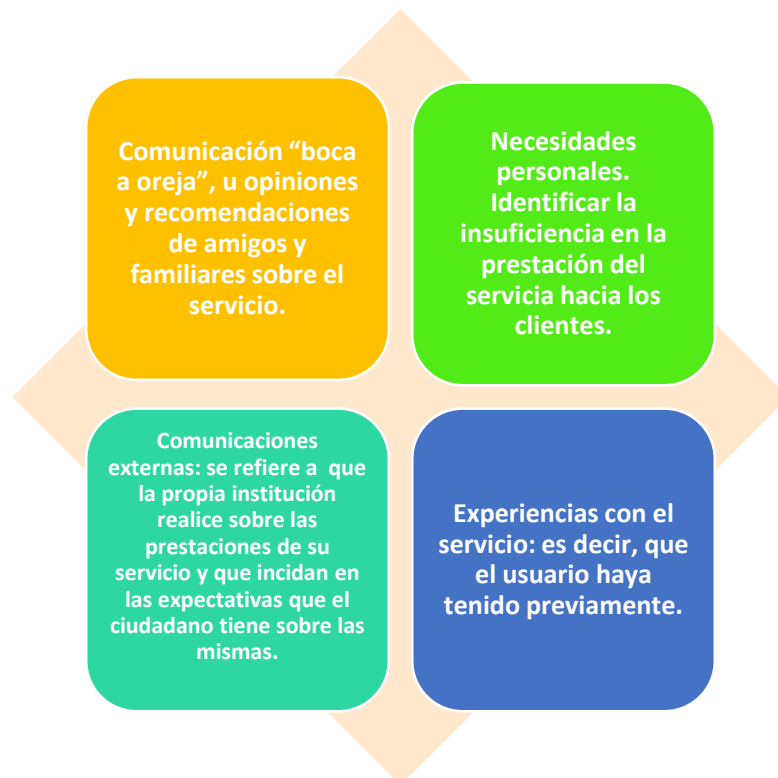 Comunicación “boca
a oreja”, u opiniones
y recomendaciones
de amigos y
familiares sobre el
servicio.
Necesidades
personales.
Identificar la
insuficiencia en la
prestación del
servicia hacia los
clientes.
Comunicaciones
externas: se refiere a  que
la propia institución
realice sobre las
prestaciones de su
servicio y que incidan en
las expectativas que el
ciudadano tiene sobre las
mismas.
Experiencias con el
servicio: es decir, que
el usuario haya
tenido previamente.